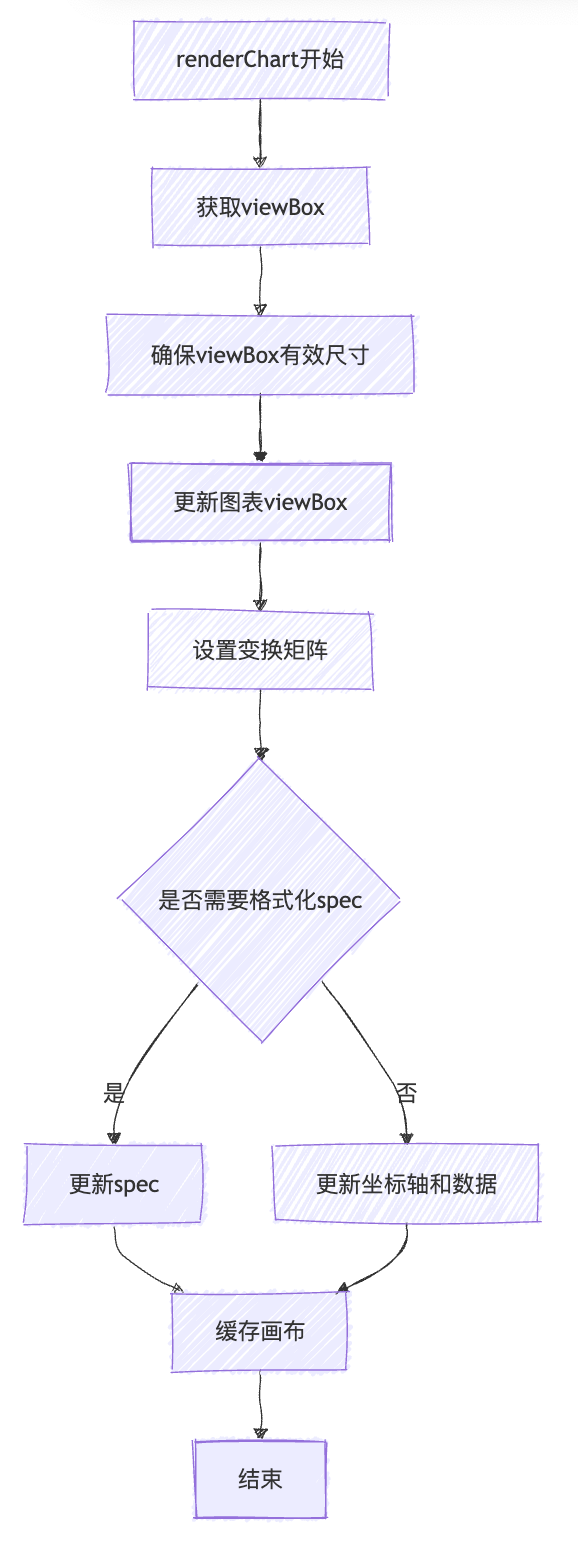 renderChart开始
获取viewBox
确保viewBox有效尺寸
更新图表viewBox
设置变换矩阵
是否需要格式化spec
是
否
更新spec
更新坐标轴和数据
缓存画布
结束